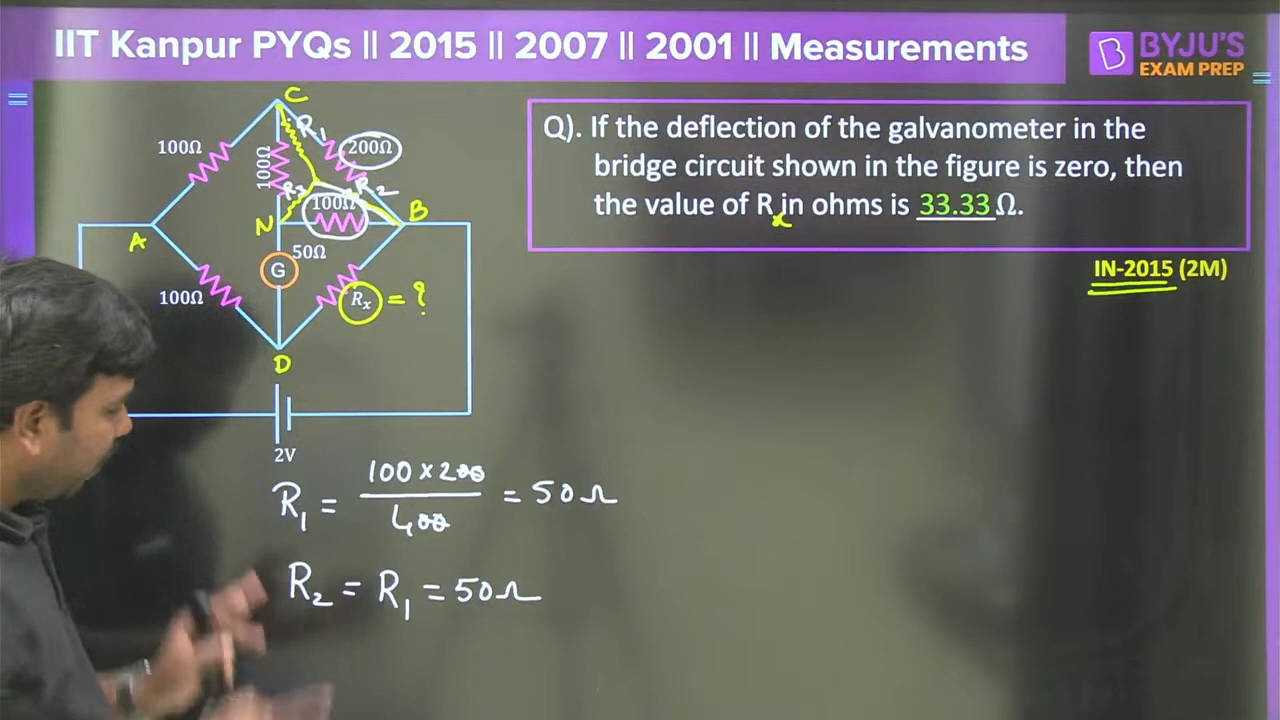 IIT Kanpur PYQs || 2015 || 2007 || 2001 || Measurements
BYJU'S
EXAM PREP
Q). If the deflection of the galvanometer in the
bridge circuit shown in the figure is zero, then
the value of R x in ohms is 33.33 Ω.
IN-2015 (2M)
C
100Ω
R1
200Ω
100Ω
R3
R2
100Ω
A
N
B
50Ω
G
100Ω
Rx = ?
D
2V
R1 = 100 × 200 / 400 = 50Ω
R2 = R1 = 50Ω